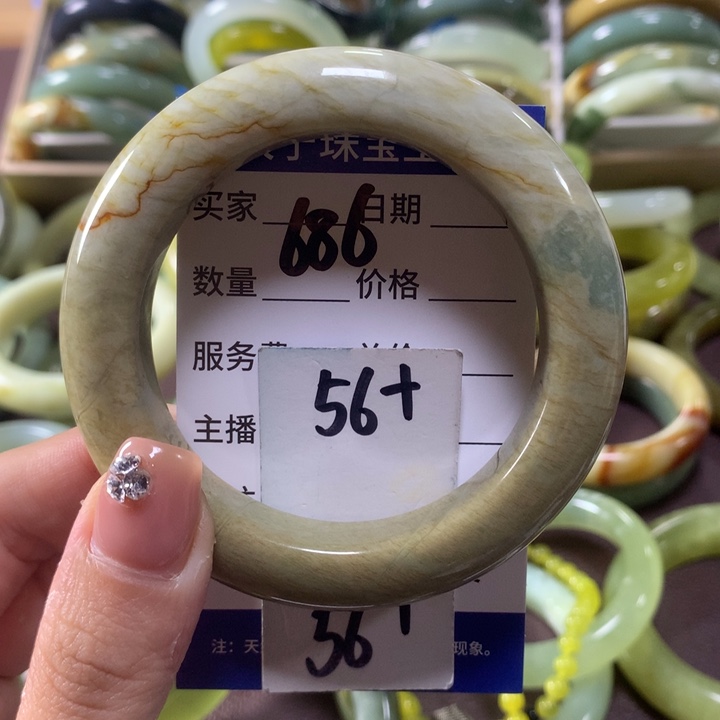 珠宝
买家 日期
686
数量 价格
服务
56+
主播
56+
注：天 现象。